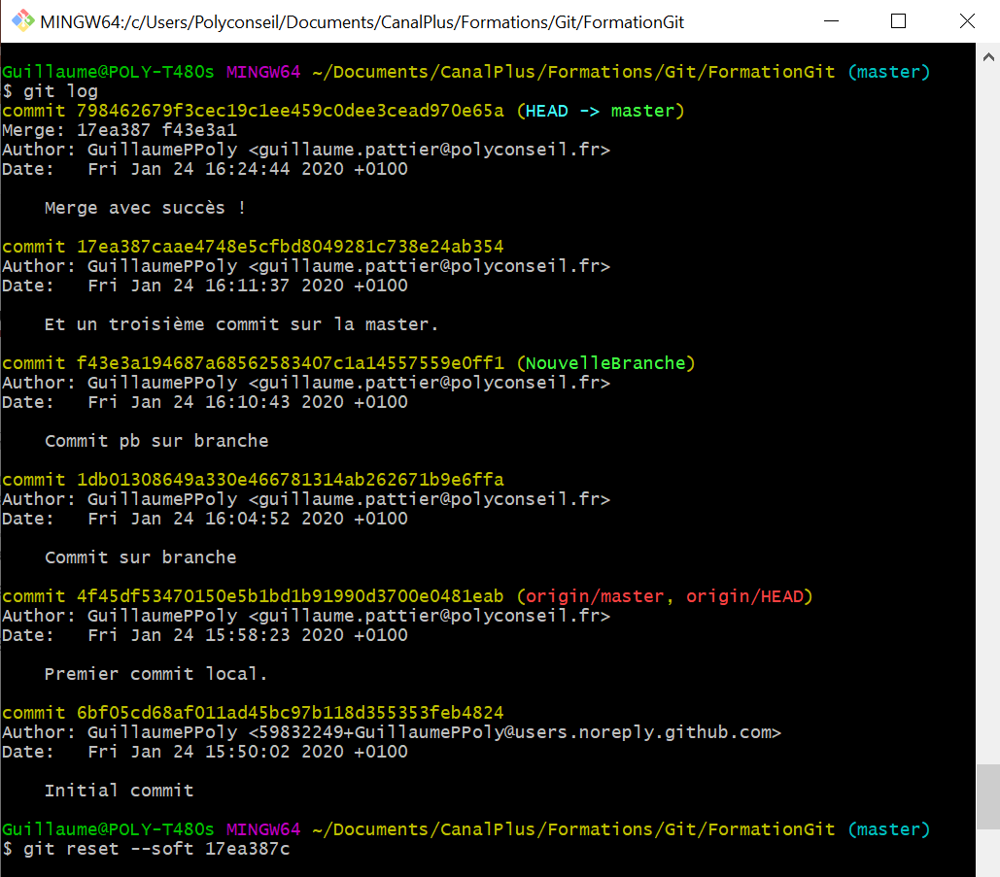 MINGW64:/c/Users/Polyconseil/Documents/CanalPlus/Formations/Git/FormationGit
Guillaume@POLY-T480s MINGW64 ~/Documents/CanalPlus/Formations/Git/FormationGit (master)
$ git log
commit 798462679f3cec19c1ee459c0dee3cead970e65a (HEAD -> master)
Merge: 17ea387 f43e3a1
Author: GuillaumePPoly <guillaume.pattier@polyconseil.fr>
Date:   Fri Jan 24 16:24:44 2020 +0100
    Merge avec succès !
commit 17ea387caae4748e5cfbd8049281c738e24ab354
Author: GuillaumePPoly <guillaume.pattier@polyconseil.fr>
Date:   Fri Jan 24 16:11:37 2020 +0100
    Et un troisième commit sur la master.
commit f43e3a194687a68562583407c1a14557559e0ff1 (NouvelleBranche)
Author: GuillaumePPoly <guillaume.pattier@polyconseil.fr>
Date:   Fri Jan 24 16:10:43 2020 +0100
    Commit pb sur branche
commit 1db01308649a330e466781314ab262671b9e6ffa
Author: GuillaumePPoly <guillaume.pattier@polyconseil.fr>
Date:   Fri Jan 24 16:04:52 2020 +0100
    Commit sur branche
commit 4f45df53470150e5b1bd1b91990d3700e0481eab (origin/master, origin/HEAD)
Author: GuillaumePPoly <guillaume.pattier@polyconseil.fr>
Date:   Fri Jan 24 15:58:23 2020 +0100
    Premier commit local.
commit 6bf05cd68af011ad45bc97b118d355353feb4824
Author: GuillaumePPoly <59832249+GuillaumePPoly@users.noreply.github.com>
Date:   Fri Jan 24 15:50:02 2020 +0100
    Initial commit
Guillaume@POLY-T480s MINGW64 ~/Documents/CanalPlus/Formations/Git/FormationGit (master)
$ git reset --soft 17ea387c